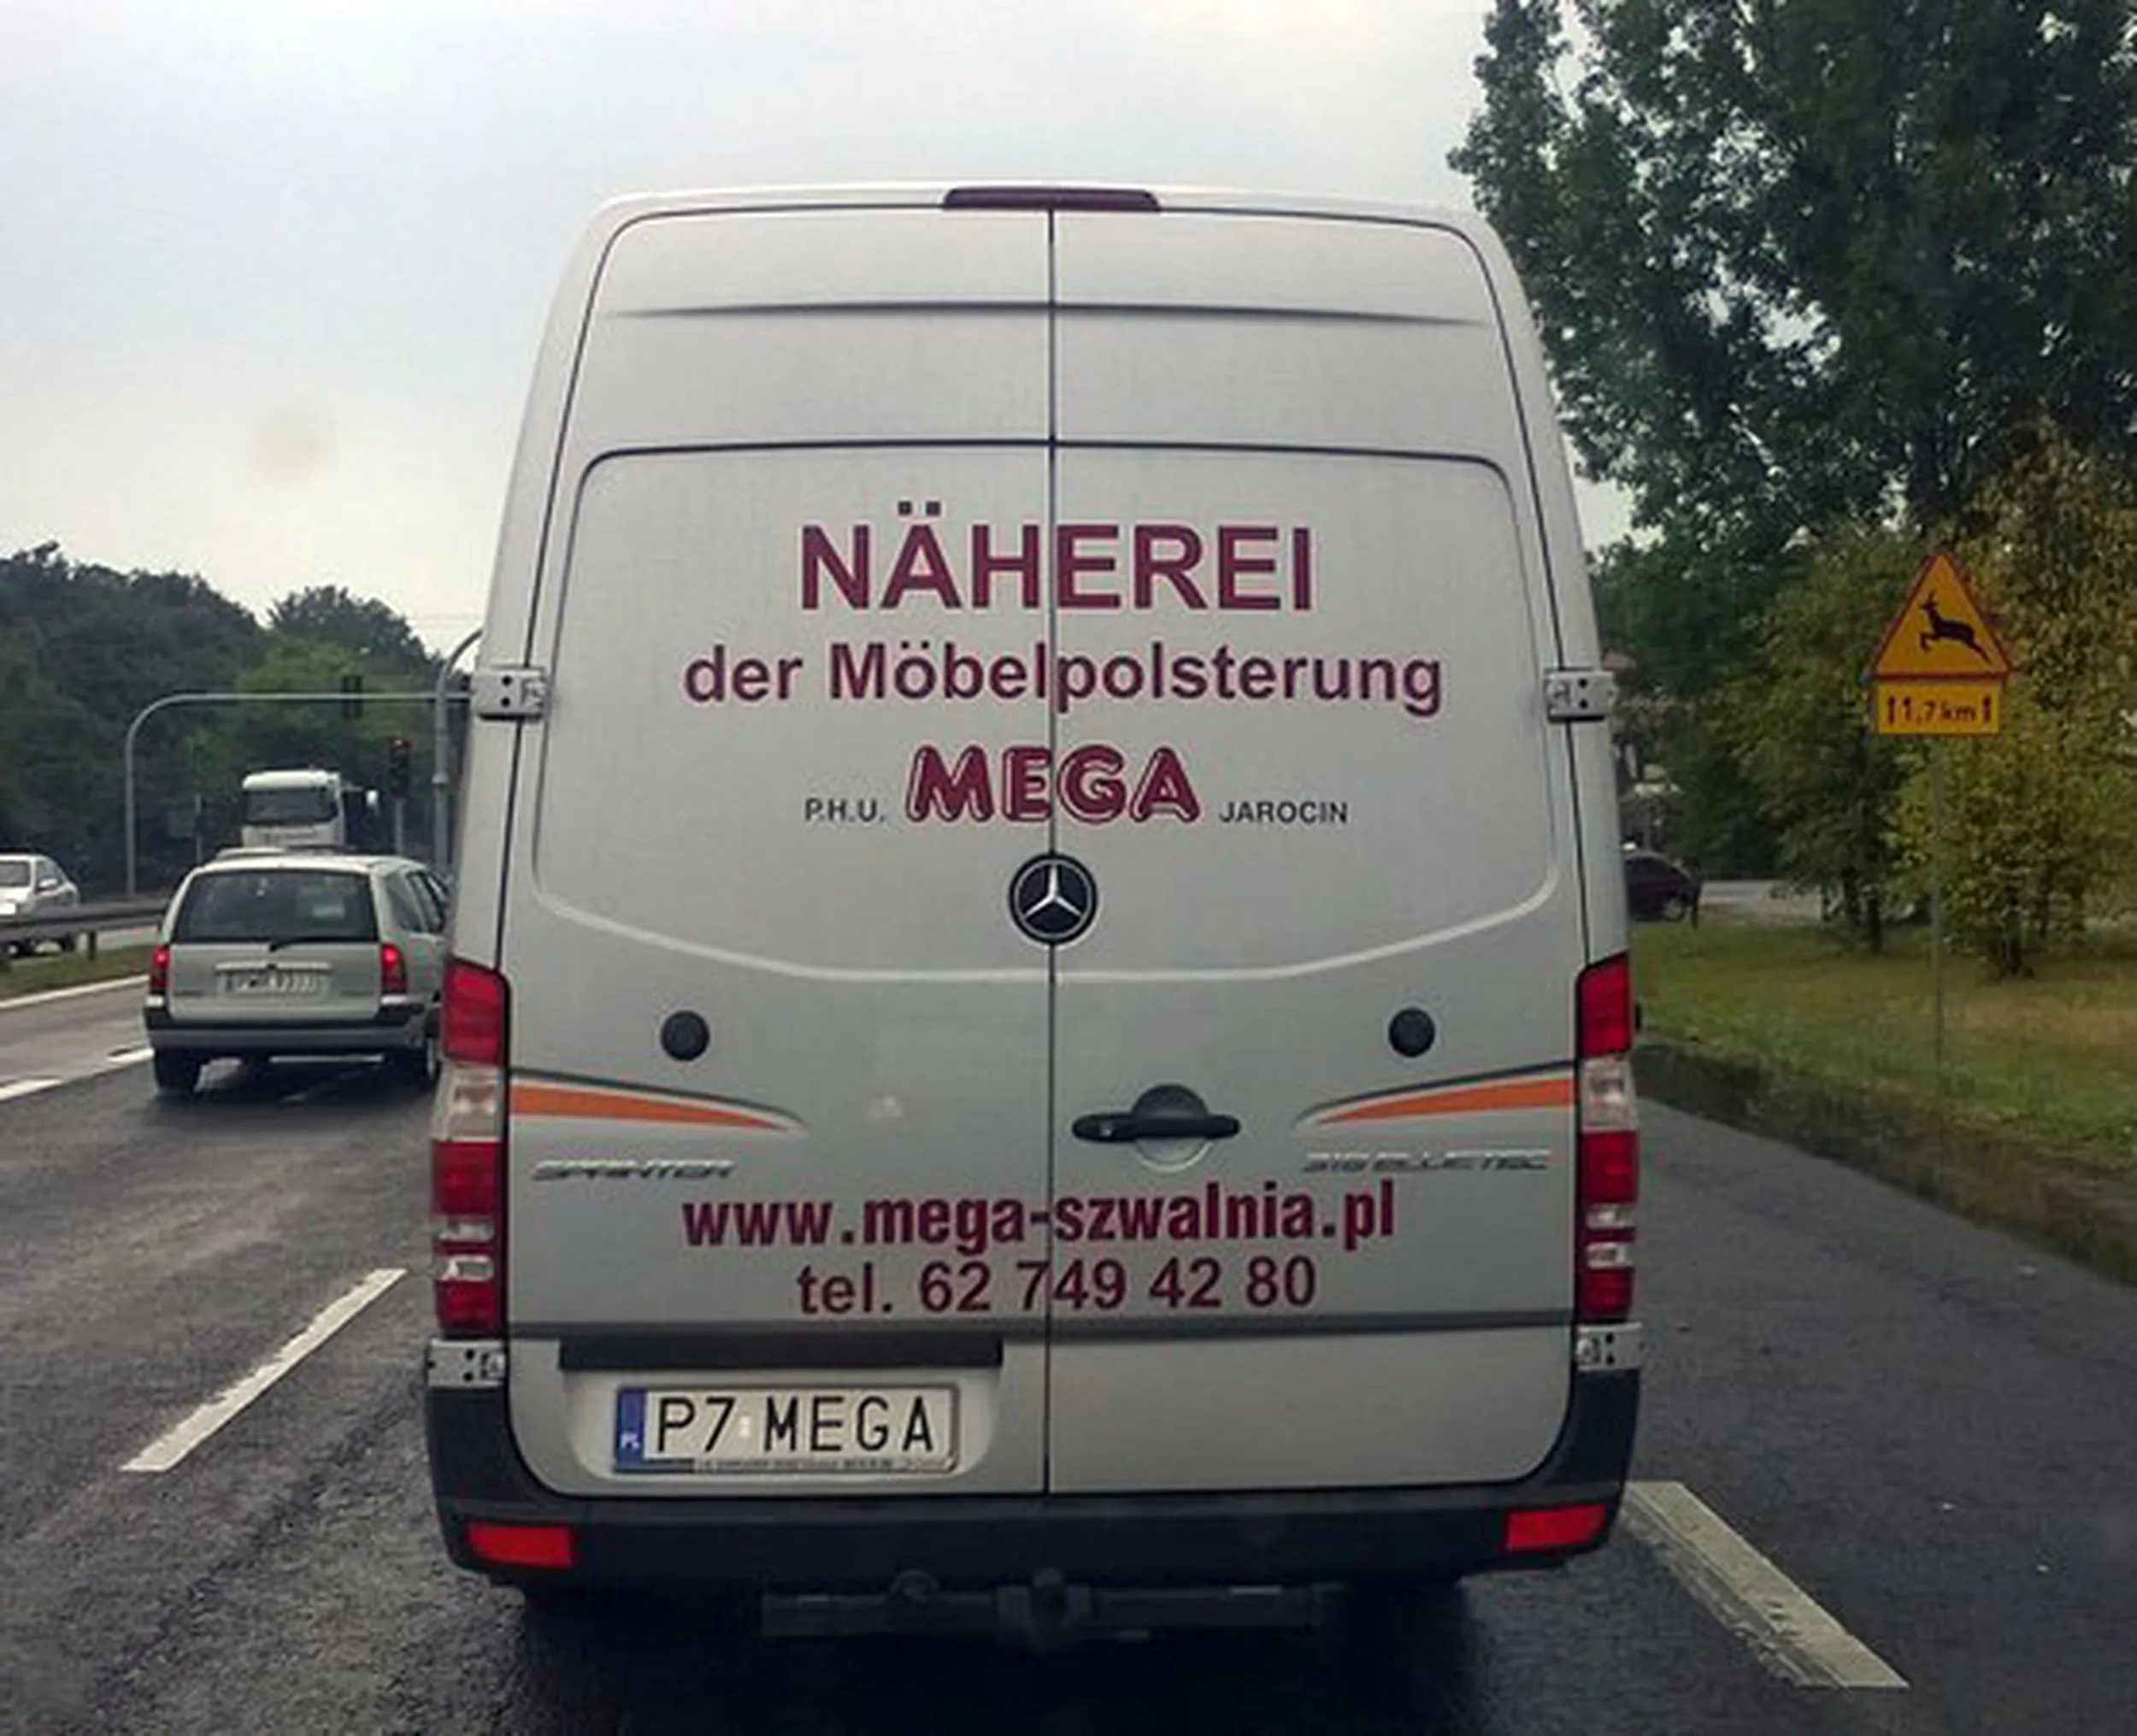 NÄHEREI
der Möbelpolsterung
P.H.U. MEGA JAROCIN
1,7 km
SPRINTER
www.mega-szwalnia.pl
tel. 62 749 42 80
PL P7 MEGA